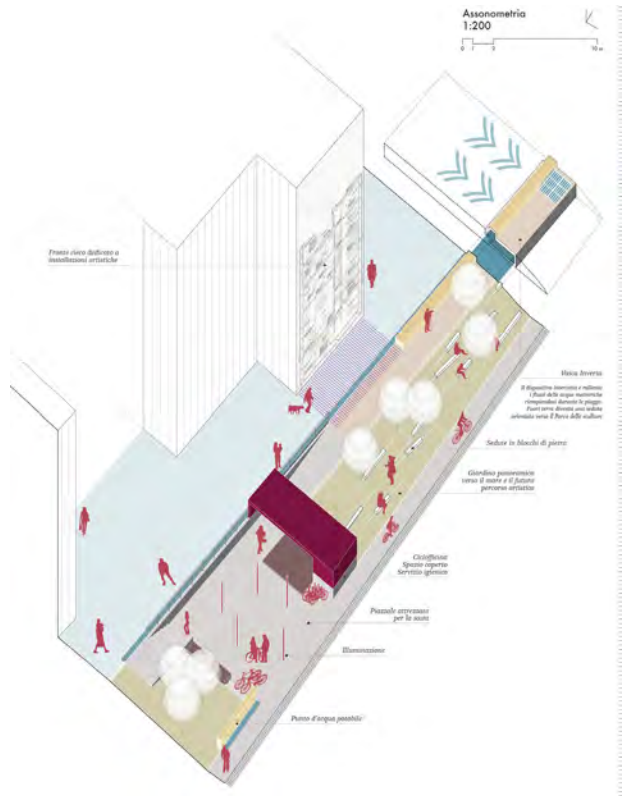 Assonometria
1:200
0 1 5 10 m
Fronte cieco dedicato a
installazioni artistiche
Vasca Inversa
Il dispositivo intercetta e rallenta
i flussi delle acque meteoriche
riempiendosi durante le piogge.
Fuori terra diventa una seduta
orientata verso il Parco delle sculture
Sedute in blocchi di pietra
Giardino panoramico
verso il mare e il futuro
percorso artistico
Ciclofficina
Spazio coperto
Servizio igienico
Piazzale attrezzato
per la sosta
Illuminazione
Punto d'acqua potabile